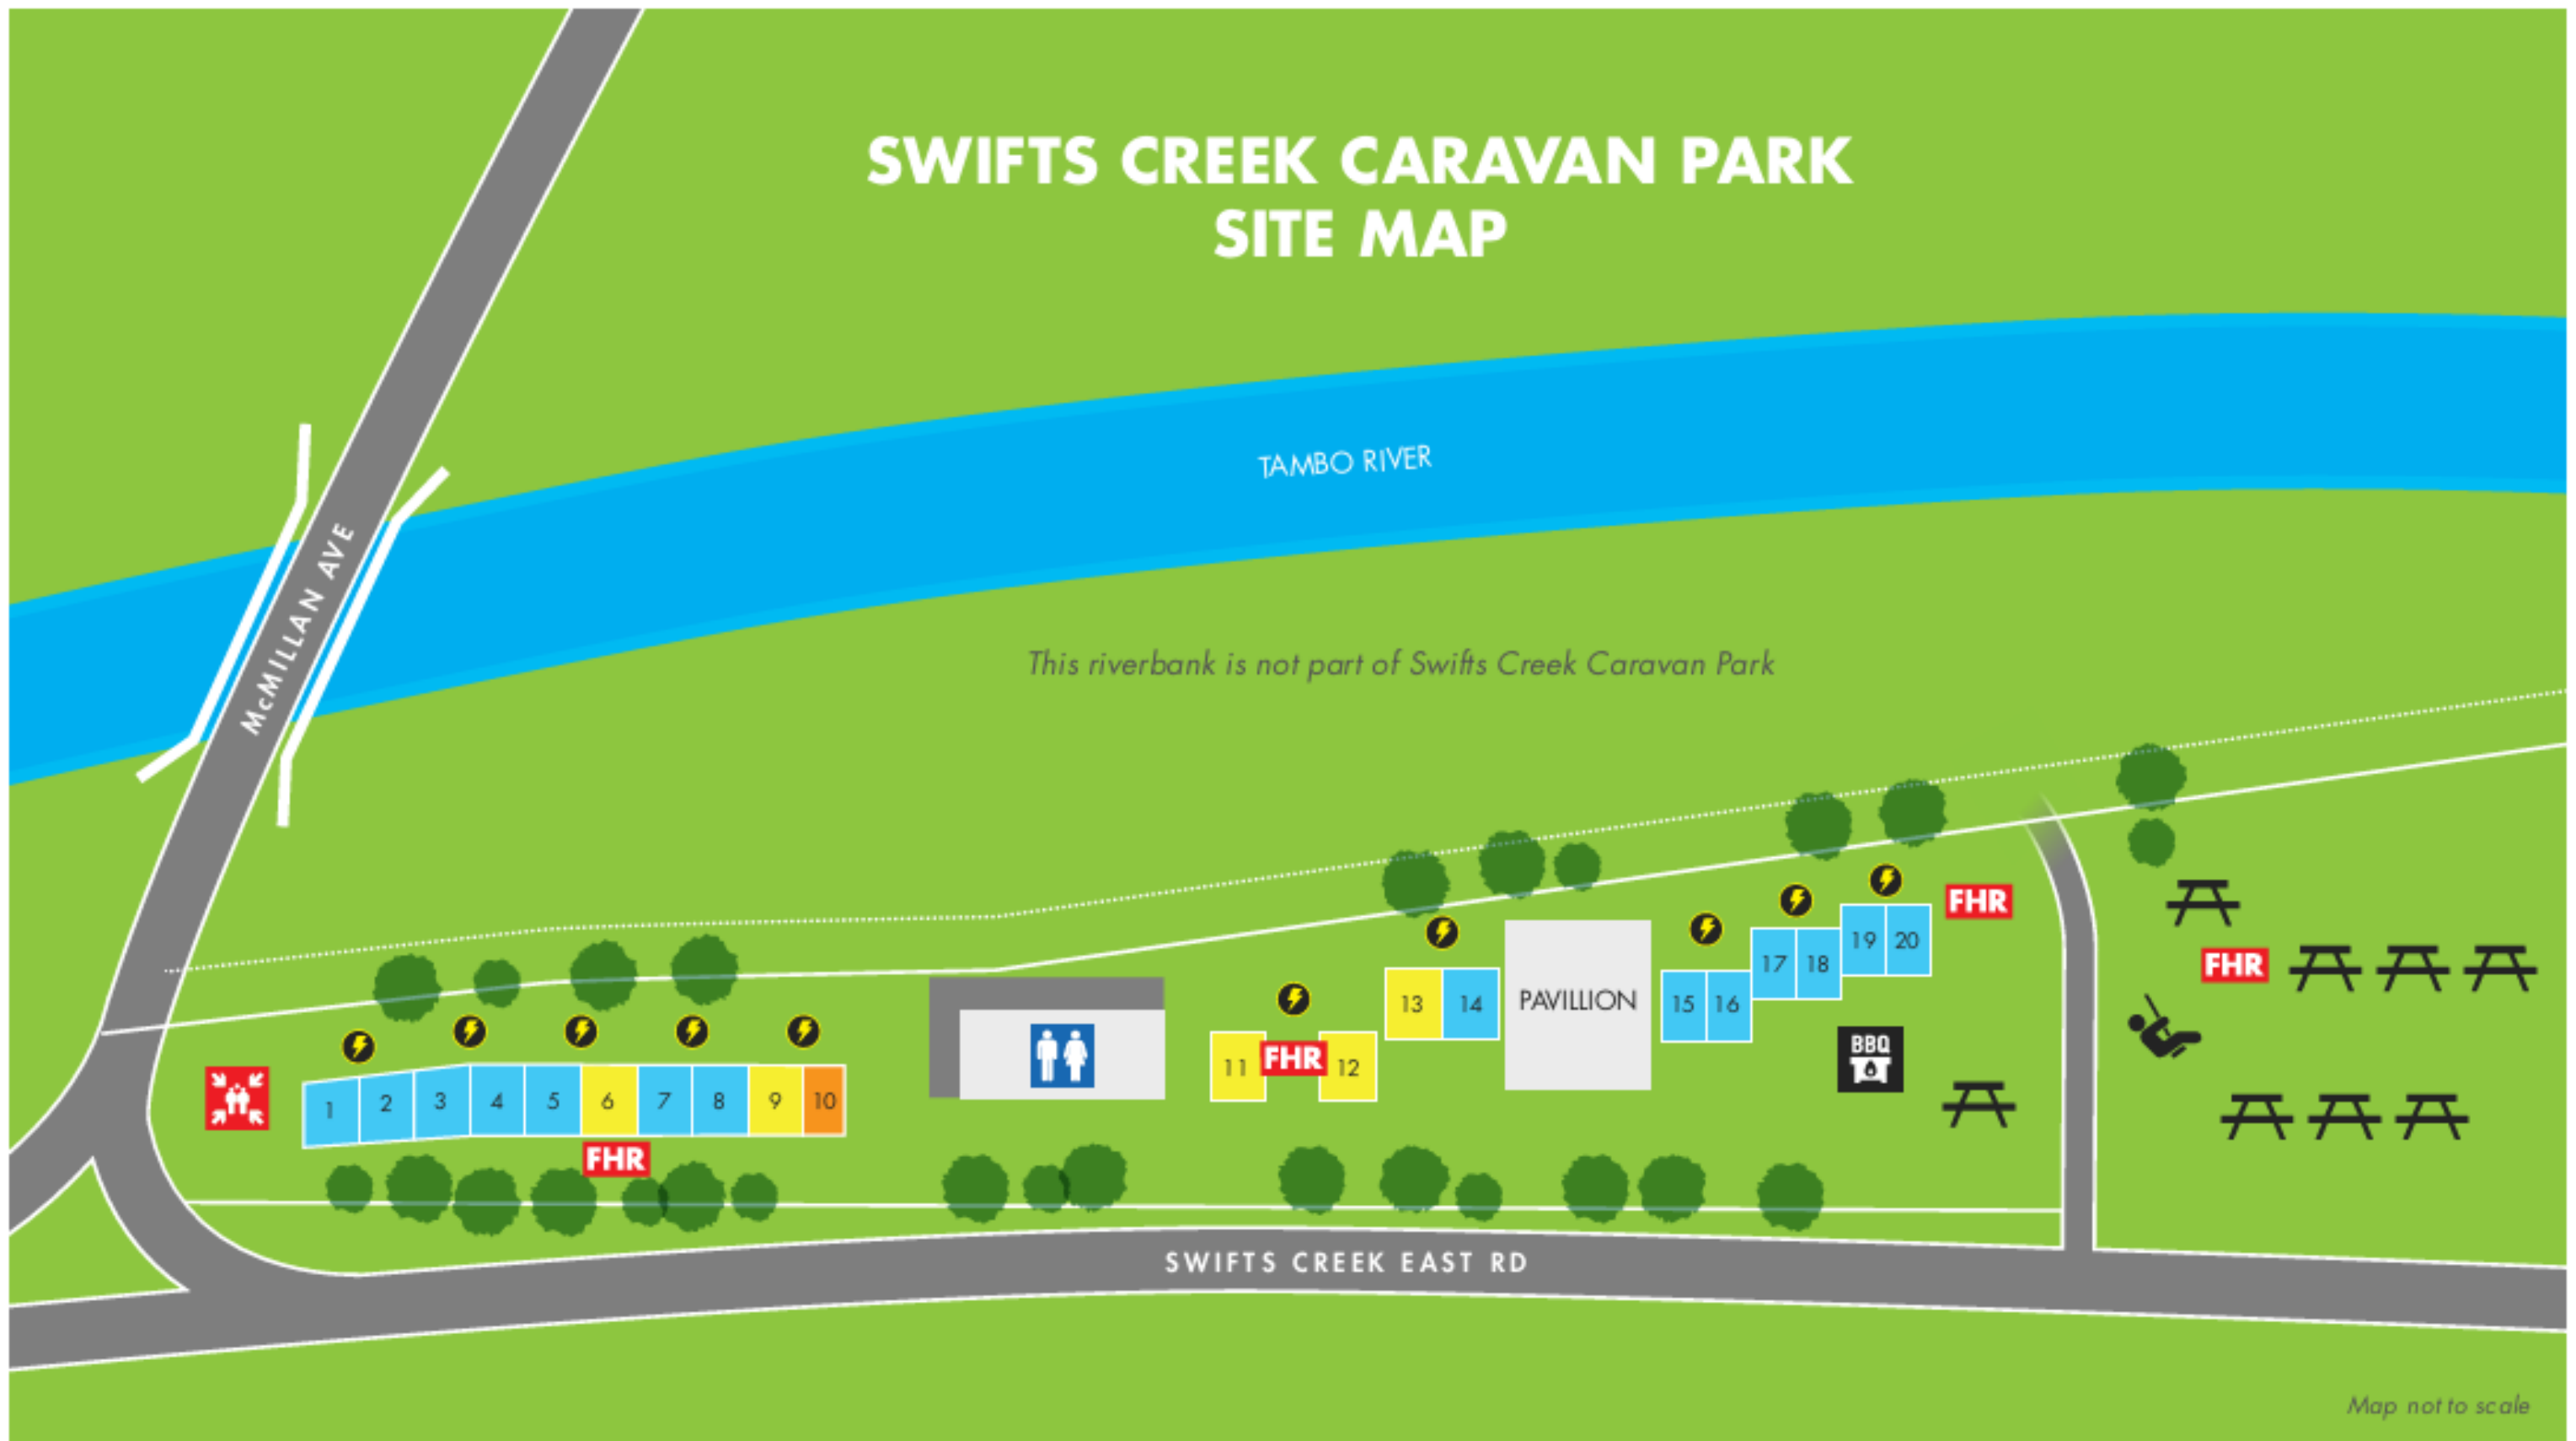 SWIFTS CREEK CARAVAN PARK
SITE MAP
TAMBO RIVER
McMILLAN AVE
This riverbank is not part of Swifts Creek Caravan Park
19 20
FHR
17 18
FHR
13 14
PAVILLION
15 16
11
FHR
12
BBQ
1 2 3 4 5 6 7 8 9 10
FHR
SWIFTS CREEK EAST RD
Map not to scale